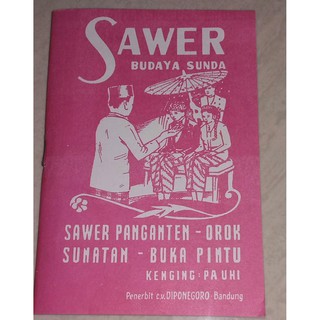 SAWER
BUDAYA SUNDA
SAWER PANGANTEN - OROK
SUNATAN - BUKA PINTU
KENGING : PA UKI
Penerbit c.v. DIPONEGORO - Bandung